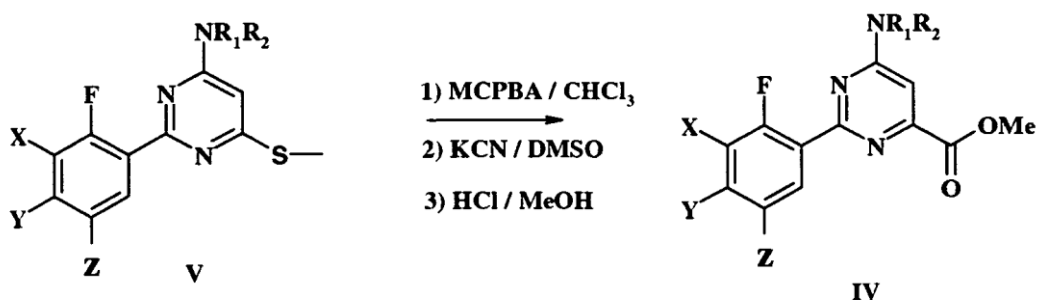 NR₁R₂
F
N
X
N
S
Y
Z
V
1) MCPBA / CHCl₃
2) KCN / DMSO
3) HCl / MeOH
NR₁R₂
F
N
X
N
OMe
O
Y
Z
IV